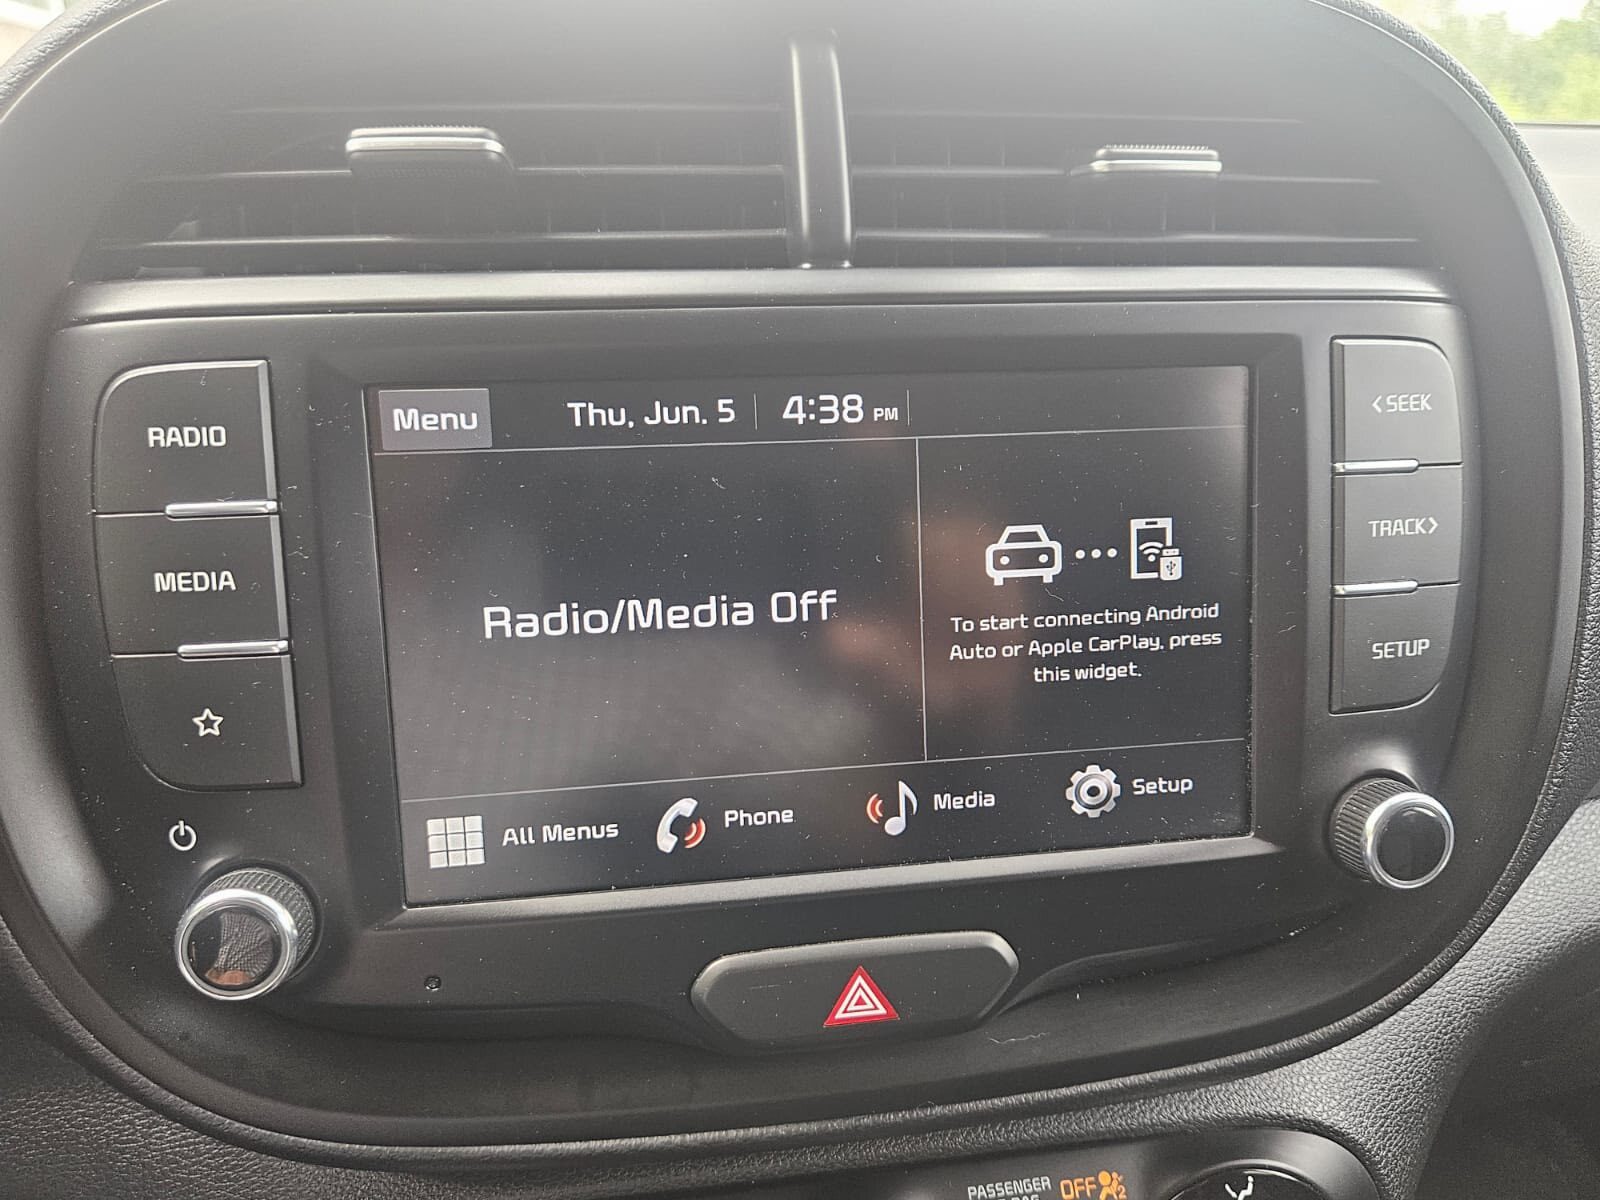 Menu Thu, Jun. 5 4:38 PM
RADIO
MEDIA
Radio/Media Off
To start connecting Android
Auto or Apple CarPlay, press
this widget.
All Menus Phone Media Setup
<SEEK
TRACK>
SETUP
PASSENGER OFF